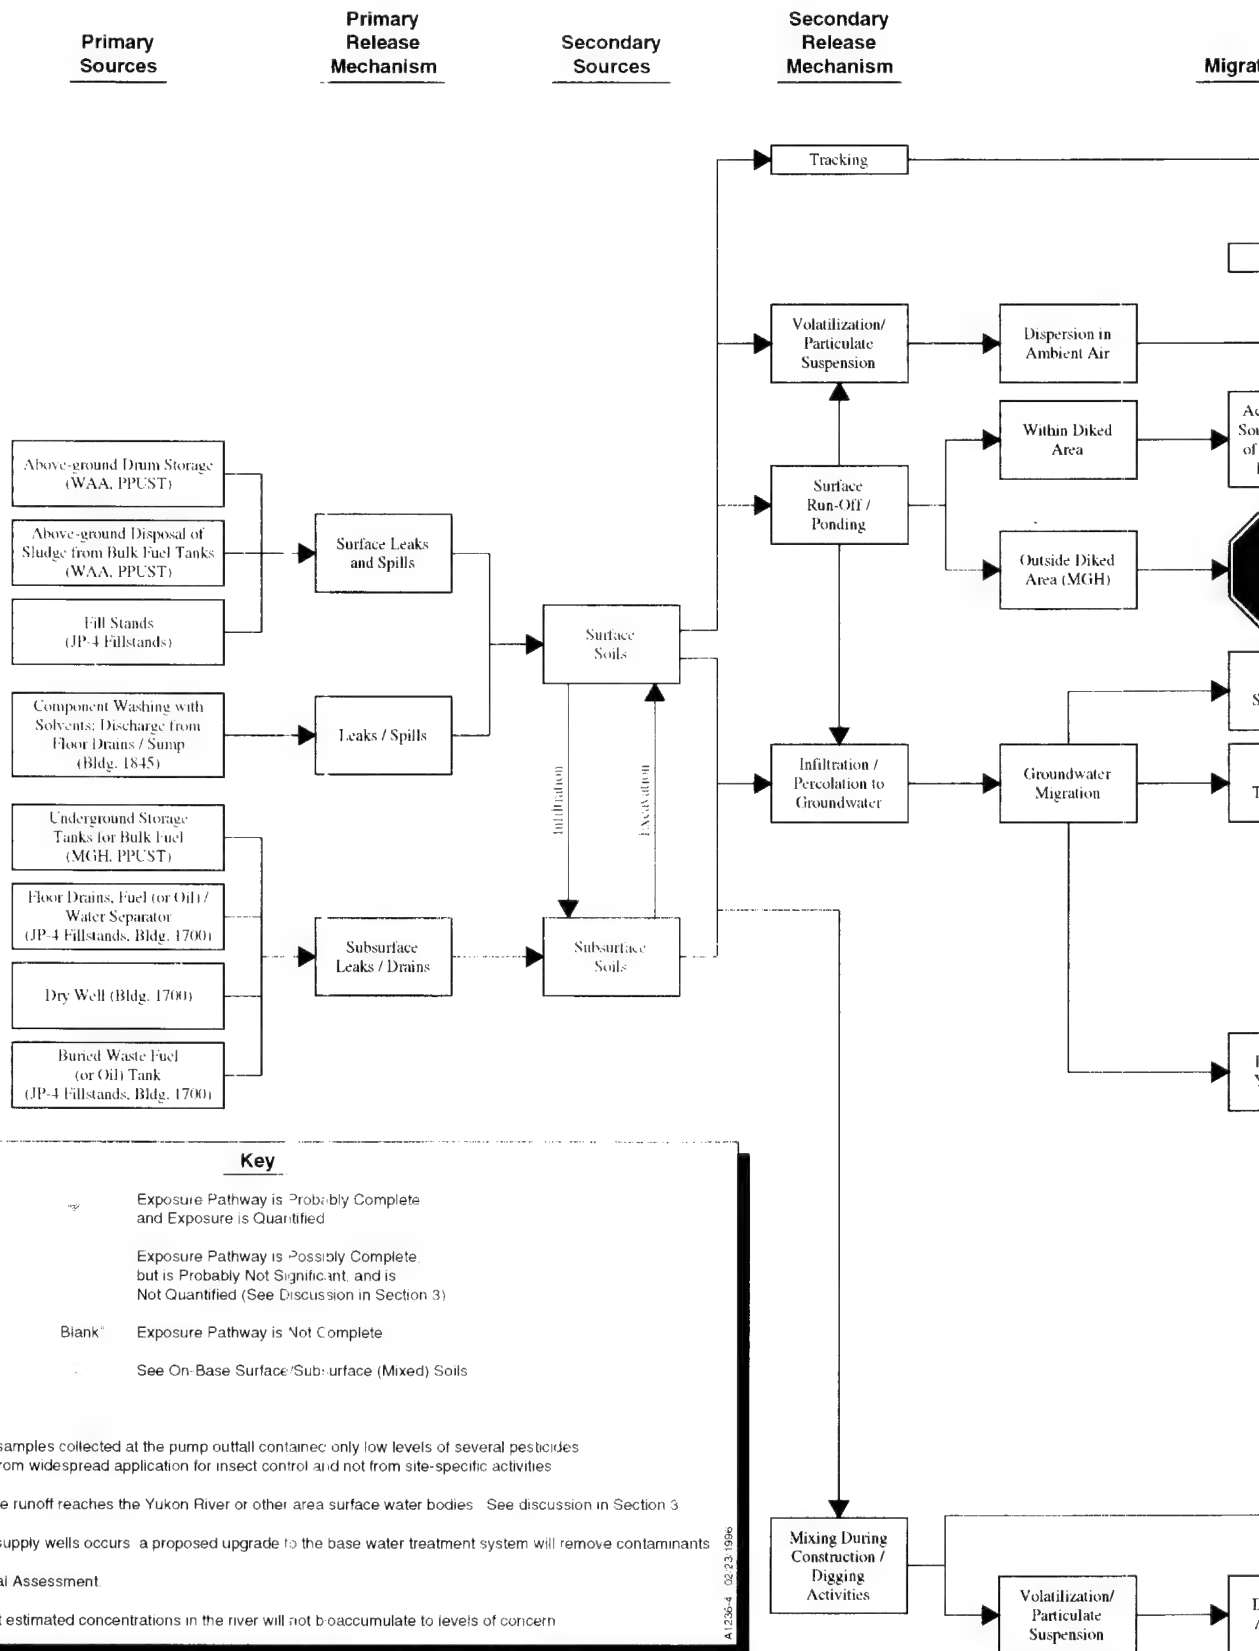 Primary
Sources
Primary
Release
Mechanism
Secondary
Sources
Secondary
Release
Mechanism
Tracking
Volatilization/
Particulate
Suspension
Dispersion in
Ambient Air
Above-ground Drum Storage
(WAA, PPUST)
Above-ground Disposal of
Sludge from Bulk Fuel Tanks
(WAA, PPUST)
Fill Stands
(JP-4 Fillstands)
Component Washing with
Solvents; Discharge from
Floor Drains / Sump
(Bldg. 1845)
Underground Storage
Tanks for Bulk Fuel
(MGH, PPUST)
Floor Drains, Fuel (or Oil) /
Water Separator
(JP-4 Fillstands, Bldg. 1700)
Dry Well (Bldg. 1700)
Buried Waste Fuel
(or Oil) Tank
(JP-4 Fillstands, Bldg. 1700)
Surface Leaks
and Spills
Leaks / Spills
Subsurface
Leaks / Drains
Surface
Soils
Infiltration
Excavation
Subsurface
Soils
Surface
Run-Off /
Ponding
Within Diked
Area
Outside Diked
Area (MGH)
Infiltration /
Percolation to
Groundwater
Groundwater
Migration
Mixing During
Construction /
Digging
Activities
Volatilization/
Particulate
Suspension
Key
Exposure Pathway is Probably Complete
and Exposure is Quantified
Exposure Pathway is Possibly Complete
but is Probably Not Significant, and is
Not Quantified (See Discussion in Section 3)
Blank" Exposure Pathway is Not Complete
See On-Base Surface/Subsurface (Mixed) Soils
samples collected at the pump outfall contained only low levels of several pesticides
rom widespread application for insect control and not from site-specific activities
e runoff reaches the Yukon River or other area surface water bodies See discussion in Section 3
supply wells occurs a proposed upgrade to the base water treatment system will remove contaminants
al Assessment.
t estimated concentrations in the river will not bioaccumulate to levels of concern
A1236-4 02/23/1996